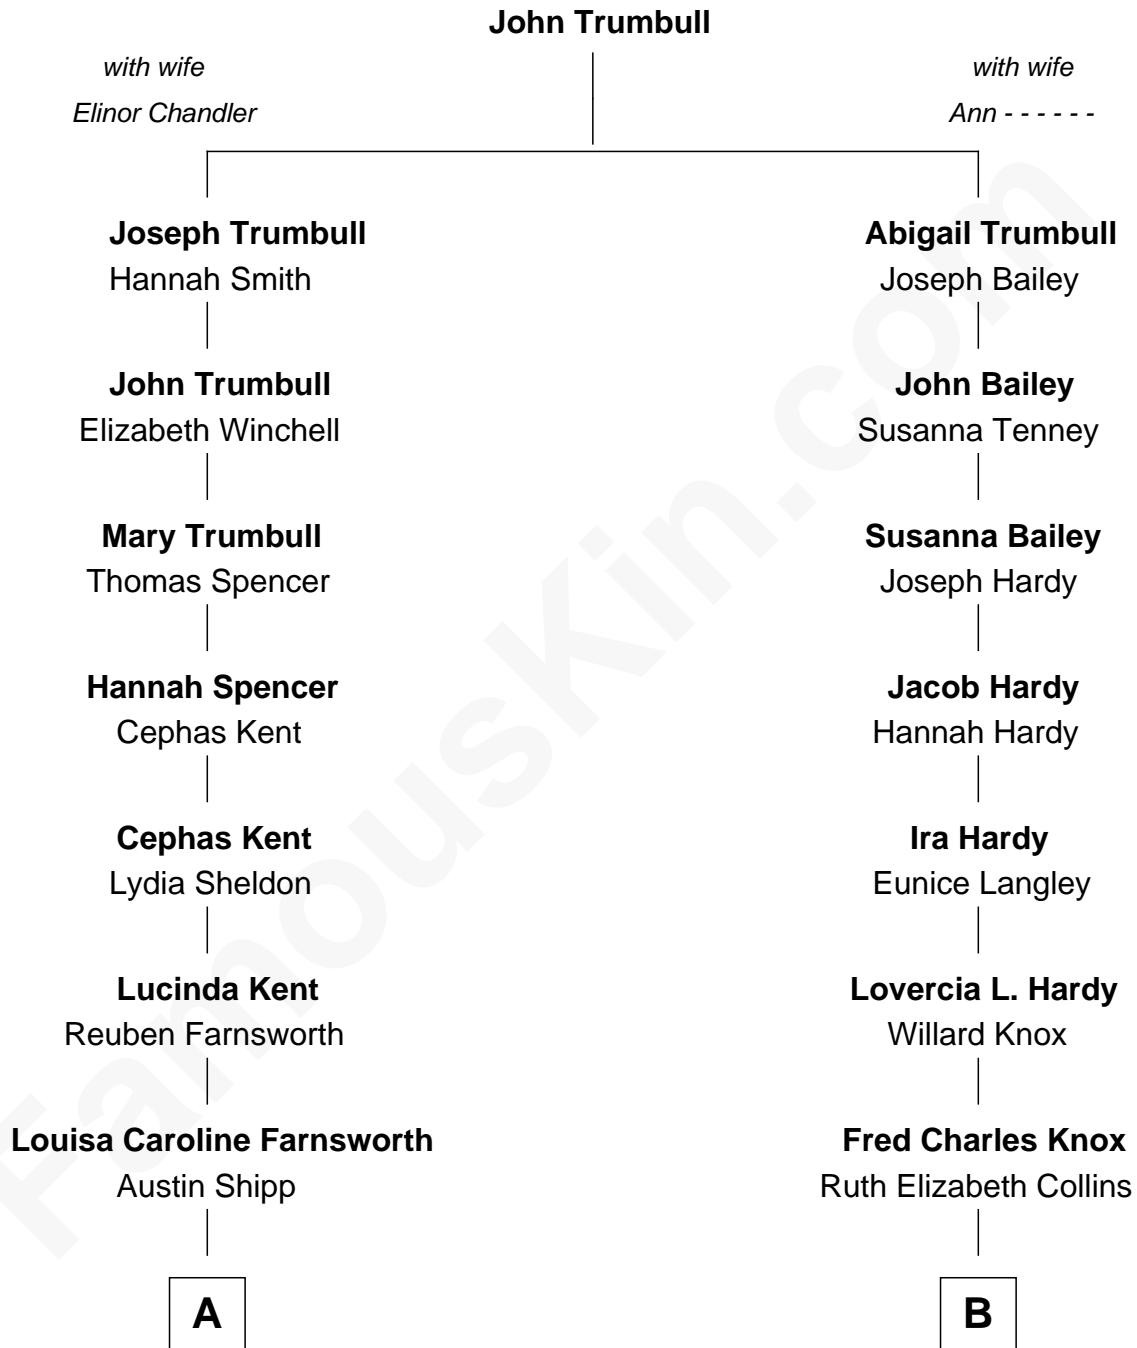 John Trumbull
with wife
Elinor Chandler
with wife
Ann - - - - - -
Joseph Trumbull
Hannah Smith
John Trumbull
Elizabeth Winchell
Mary Trumbull
Thomas Spencer
Hannah Spencer
Cephas Kent
Cephas Kent
Lydia Sheldon
Lucinda Kent
Reuben Farnsworth
Louisa Caroline Farnsworth
Austin Shipp
A
Abigail Trumbull
Joseph Bailey
John Bailey
Susanna Tenney
Susanna Bailey
Joseph Hardy
Jacob Hardy
Hannah Hardy
Ira Hardy
Eunice Langley
Lovercia L. Hardy
Willard Knox
Fred Charles Knox
Ruth Elizabeth Collins
B
FamousKin.com